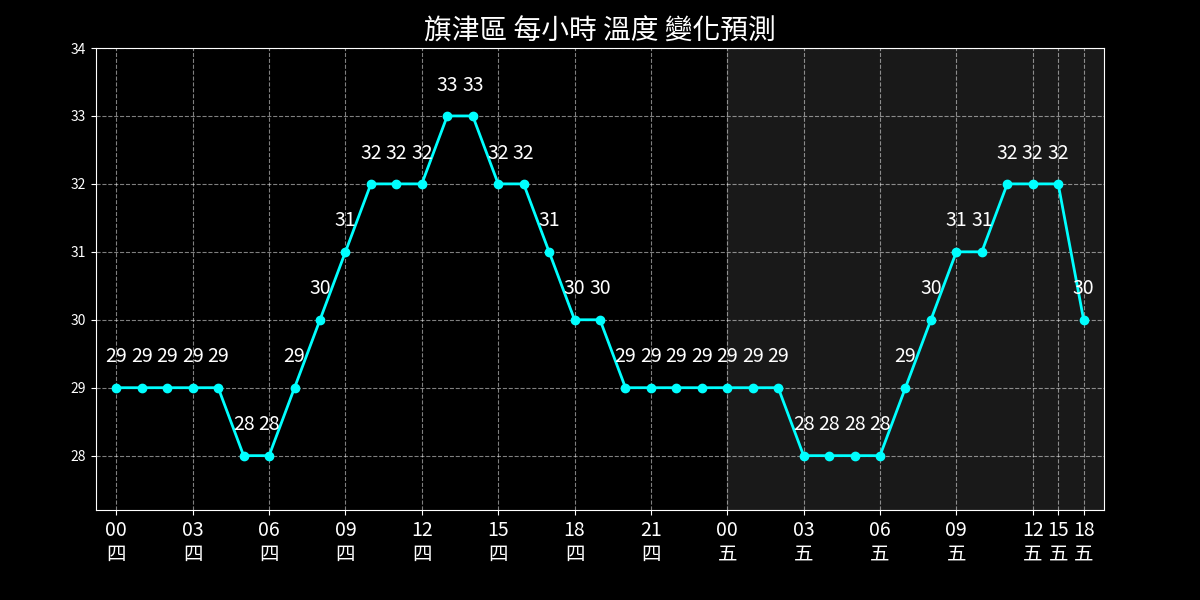 旗津區 每小時 溫度 變化預測
34
33
32
31
30
29
28
33 33
32 32 32 32 32 32 32 32
31 31 31 31
30 30 30 30 30
29 29 29 29 29 29 29 29 29 29 29 29 29 29
28 28 28 28 28 28
00 03 06 09 12 15 18 21 00 03 06 09 12 15 18
四 四 四 四 四 四 四 四 五 五 五 五 五 五 五